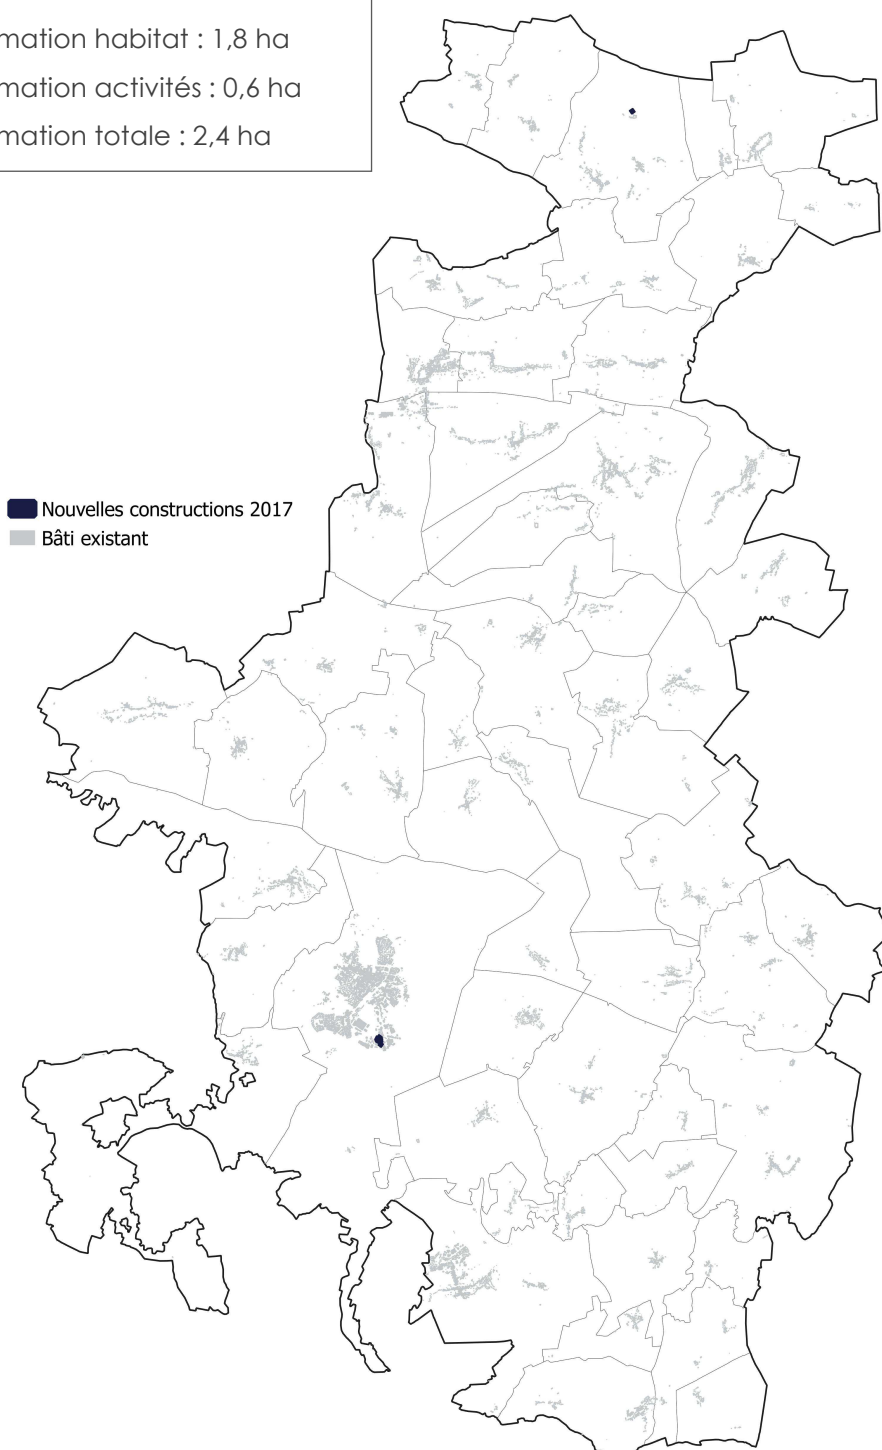 mation habitat : 1,8 ha
mation activités : 0,6 ha
mation totale : 2,4 ha
Nouvelles constructions 2017
Bâti existant